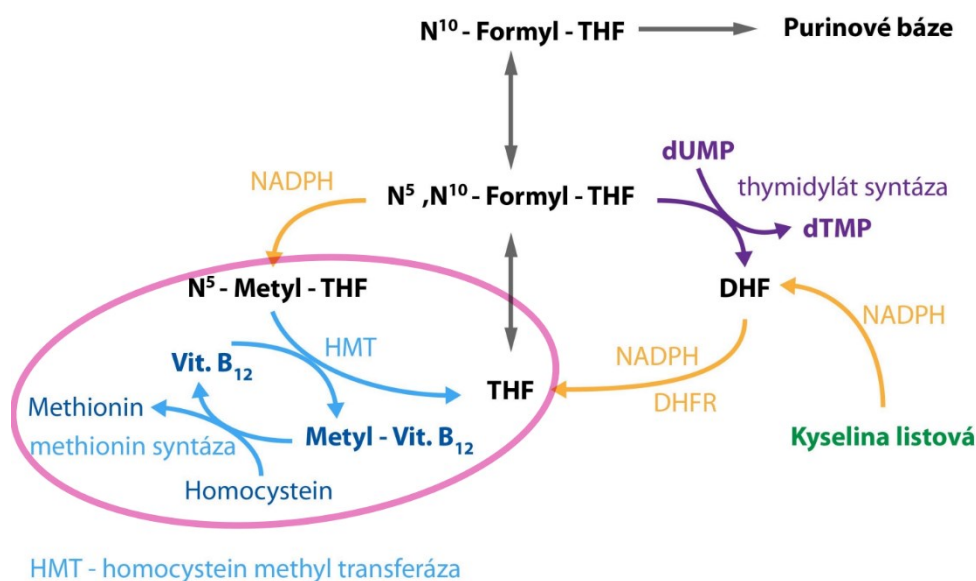 N¹⁰ - Formyl - THF
Purinové báze
dUMP
NADPH
N⁵ ,N¹⁰ - Formyl - THF
thymidylát syntáza
dTMP
N⁵ - Metyl - THF
DHF
NADPH
HMT
NADPH
Vit. B₁₂
THF
DHFR
Methionin
methionin syntáza
Metyl - Vit. B₁₂
Kyselina listová
Homocystein
HMT - homocystein methyl transferáza